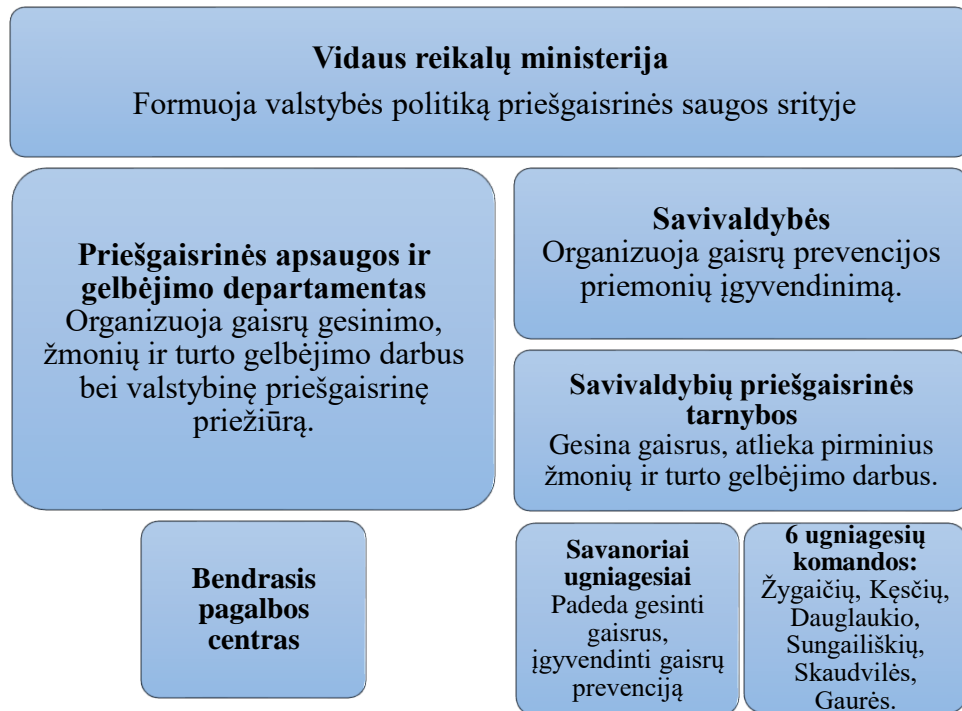 Vidaus reikalų ministerija
Formuoja valstybės politiką priešgaisrinės saugos srityje
Priešgaisrinės apsaugos ir
gelbėjimo departamentas
Organizuoja gaisrų gesinimo,
žmonių ir turto gelbėjimo darbus
bei valstybinę priešgaisrinę
priežiūrą.
Savivaldybės
Organizuoja gaisrų prevencijos
priemonių įgyvendinimą.
Savivaldybių priešgaisrinės
tarnybos
Gesina gaisrus, atlieka pirminius
žmonių ir turto gelbėjimo darbus.
Bendrasis
pagalbos
centras
Savanoriai
ugniagesiai
Padeda gesinti
gaisrus,
įgyvendinti gaisrų
prevenciją
6 ugniagesių
komandos:
Žygaičių, Kęsčių,
Dauglaukio,
Sungailiškių,
Skaudvilės,
Gaurės.